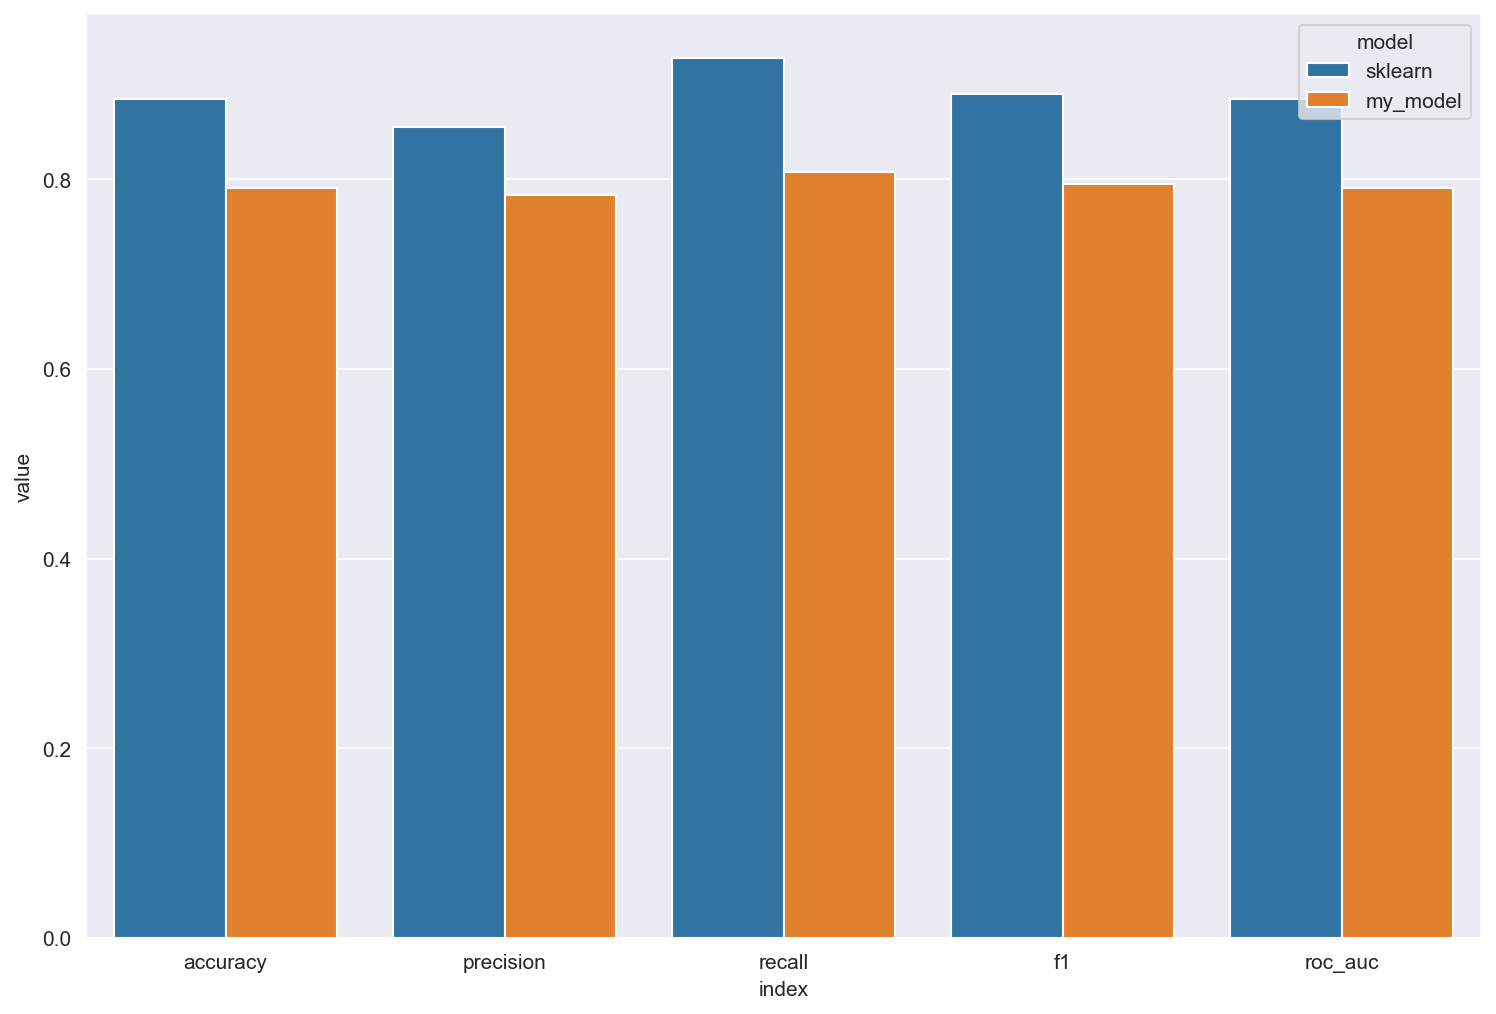 model
sklearn
my_model
0.8
0.6
0.4
0.2
0.0
value
accuracy precision recall f1 roc_auc
index